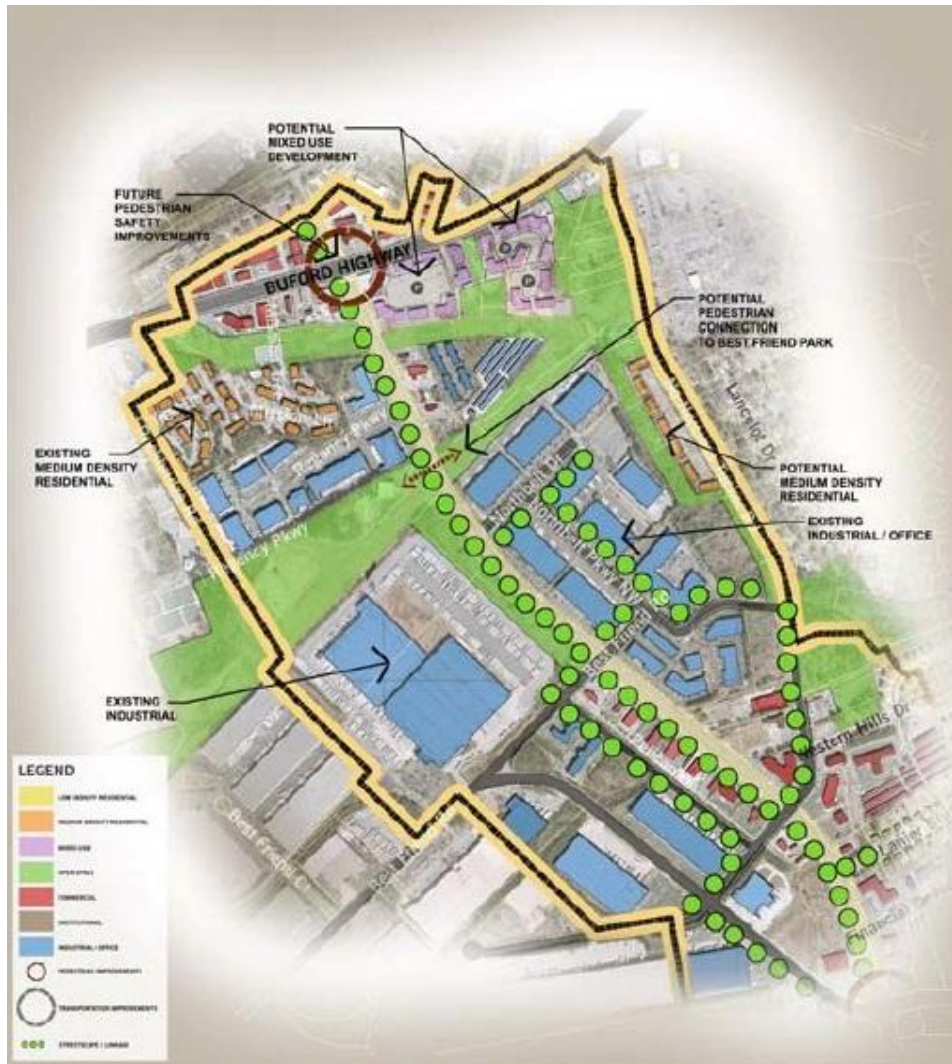 POTENTIAL
MIXED USE
DEVELOPMENT
FUTURE
PEDESTRIAN
SAFETY
IMPROVEMENTS
BUFORD HIGHWAY
P
P
POTENTIAL
PEDESTRIAN
CONNECTION
TO BEST FRIEND PARK
Lancelot Dr
EXISTING
MEDIUM DENSITY
RESIDENTIAL
POTENTIAL
MEDIUM DENSITY
RESIDENTIAL
EXISTING
INDUSTRIAL / OFFICE
Pkwy
EXISTING
INDUSTRIAL
Western Hills Dr
Best Friend Ct
Financial
LEGEND
LOW DENSITY RESIDENTIAL
MEDIUM DENSITY RESIDENTIAL
MIXED USE
OPEN SPACE
COMMERCIAL
INSTITUTIONAL
INDUSTRIAL / OFFICE
PEDESTRIAN IMPROVEMENTS
TRANSPORTATION IMPROVEMENTS
STREETSCAPE / LINKAGE